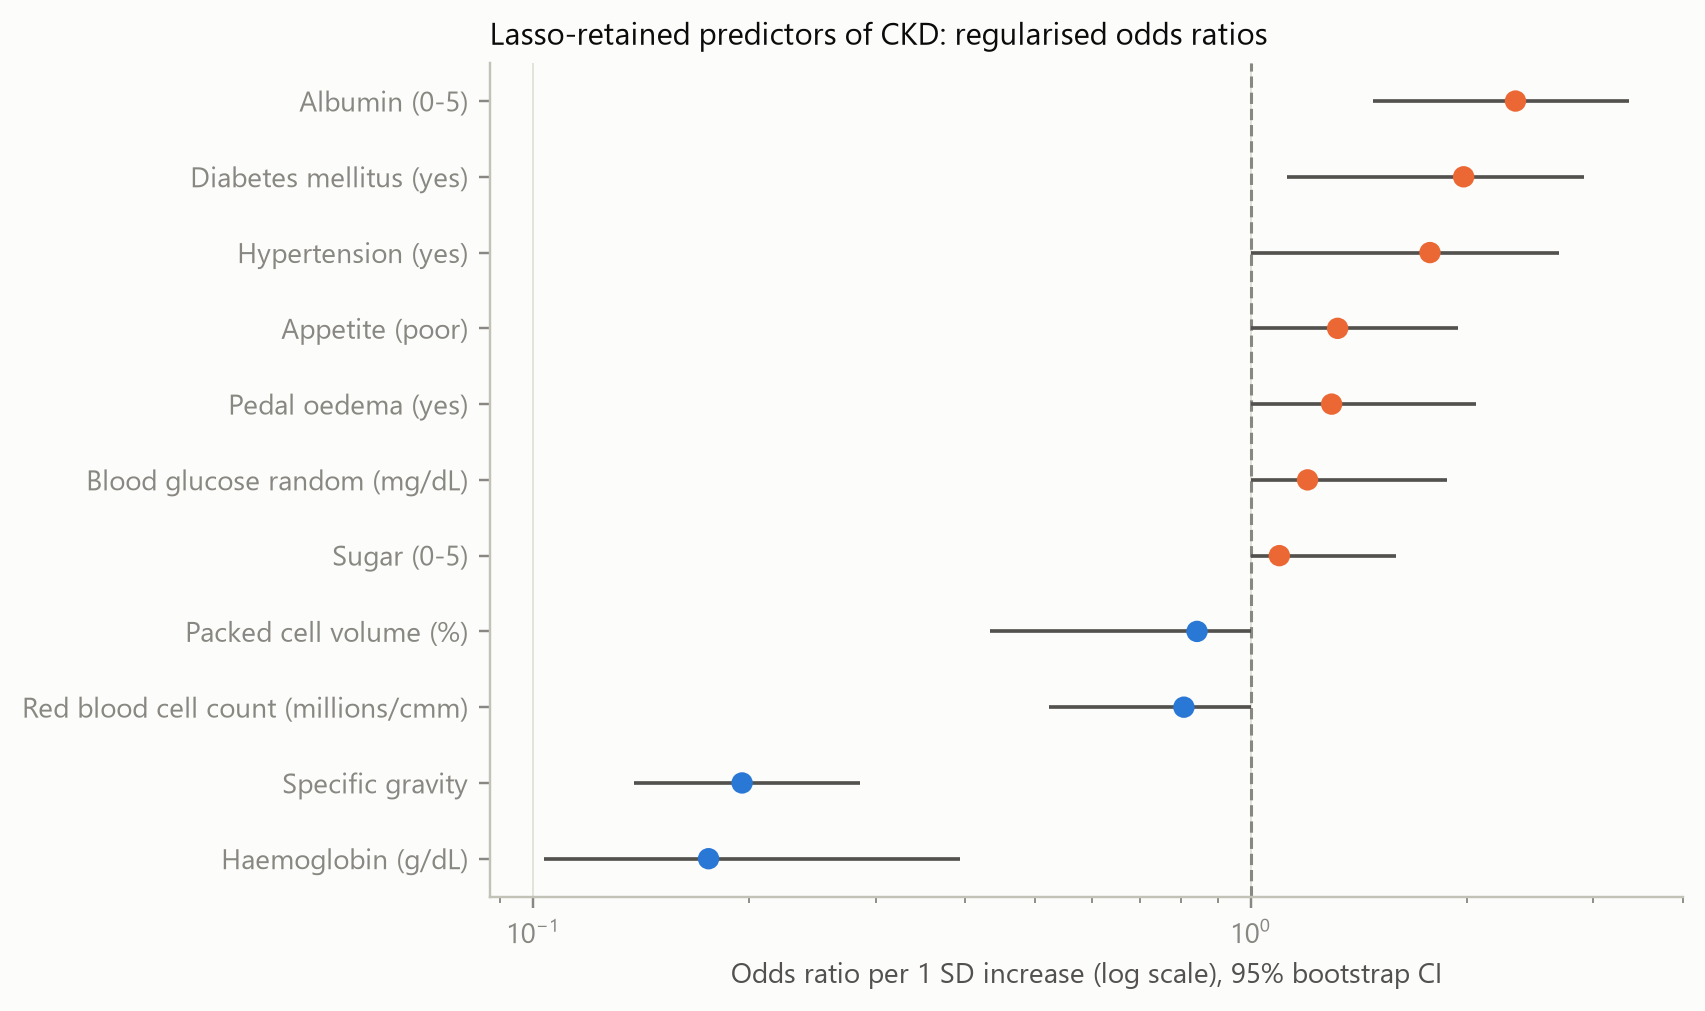 Lasso-retained predictors of CKD: regularised odds ratios
Albumin (0-5)
Diabetes mellitus (yes)
Hypertension (yes)
Appetite (poor)
Pedal oedema (yes)
Blood glucose random (mg/dL)
Sugar (0-5)
Packed cell volume (%)
Red blood cell count (millions/cmm)
Specific gravity
Haemoglobin (g/dL)
10⁻¹ 10⁰
Odds ratio per 1 SD increase (log scale), 95% bootstrap CI